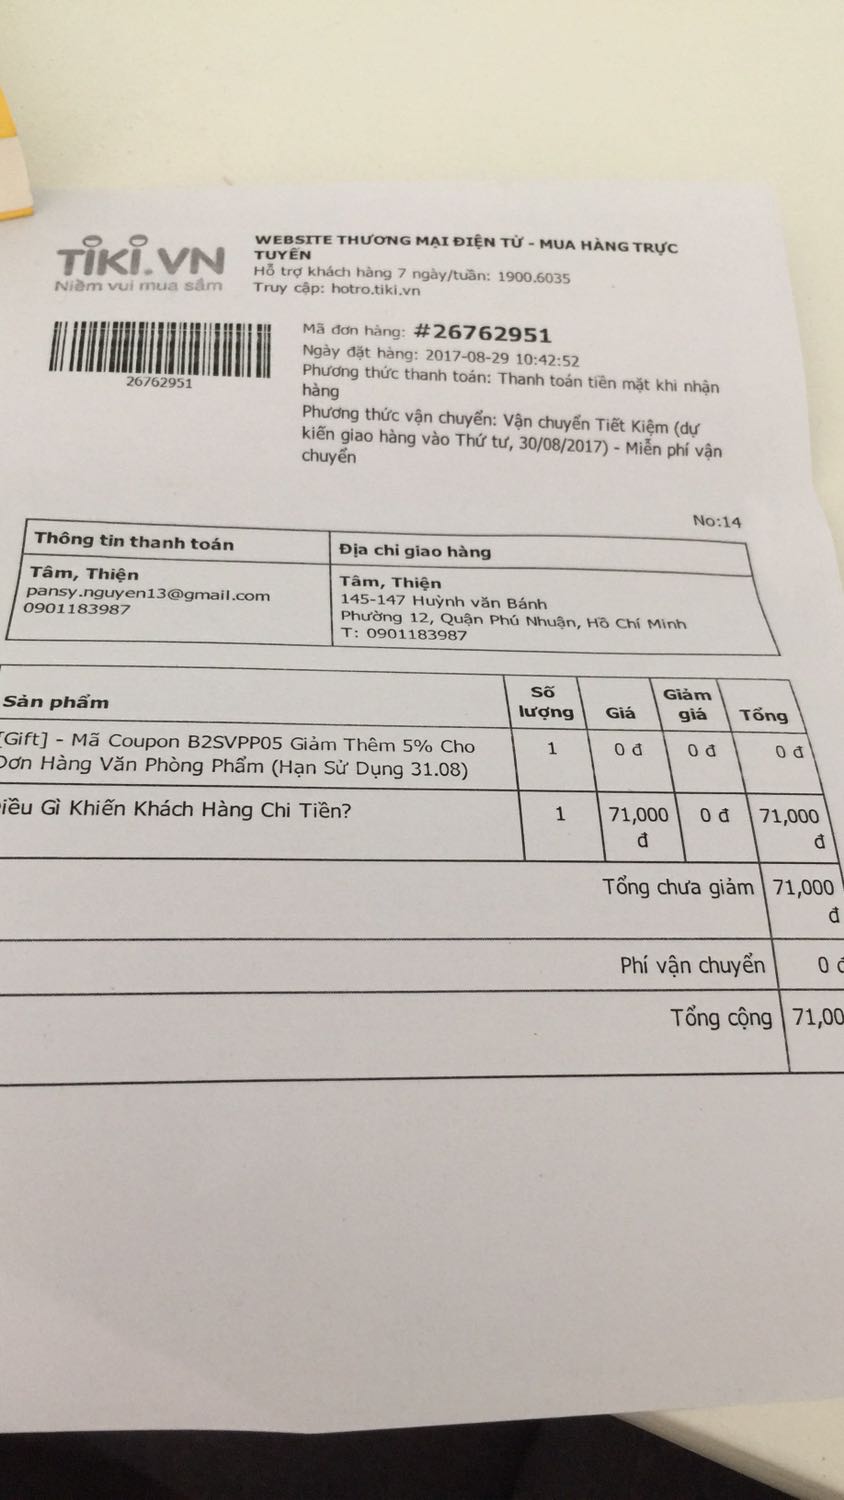 TIKI.VN
Niềm vui mua sắm
WEBSITE THƯƠNG MẠI ĐIỆN TỬ - MUA HÀNG TRỰC
TUYẾN
Hỗ trợ khách hàng 7 ngày/tuần: 1900.6035
Truy cập: hotro.tiki.vn
26762951
Mã đơn hàng: #26762951
Ngày đặt hàng: 2017-08-29 10:42:52
Phương thức thanh toán: Thanh toán tiền mặt khi nhận
hàng
Phương thức vận chuyển: Vận chuyển Tiết Kiệm (dự
kiến giao hàng vào Thứ tư, 30/08/2017) - Miễn phí vận
chuyển
No:14
Thông tin thanh toán
Địa chỉ giao hàng
Tâm, Thiện
pansy.nguyen13@gmail.com
0901183987
Tâm, Thiện
145-147 Huỳnh văn Bánh
Phường 12, Quận Phú Nhuận, Hồ Chí Minh
T: 0901183987
Sản phẩm Số lượng Giá Giảm giá Tổng
[Gift] - Mã Coupon B2SVPP05 Giảm Thêm 5% Cho 1 0 đ 0 đ 0 đ
Đơn Hàng Văn Phòng Phẩm (Hạn Sử Dụng 31.08)
iều Gì Khiến Khách Hàng Chi Tiền? 1 71,000 0 đ 71,000
đ đ
Tổng chưa giảm 71,000
đ
Phí vận chuyển 0 đ
Tổng cộng 71,00